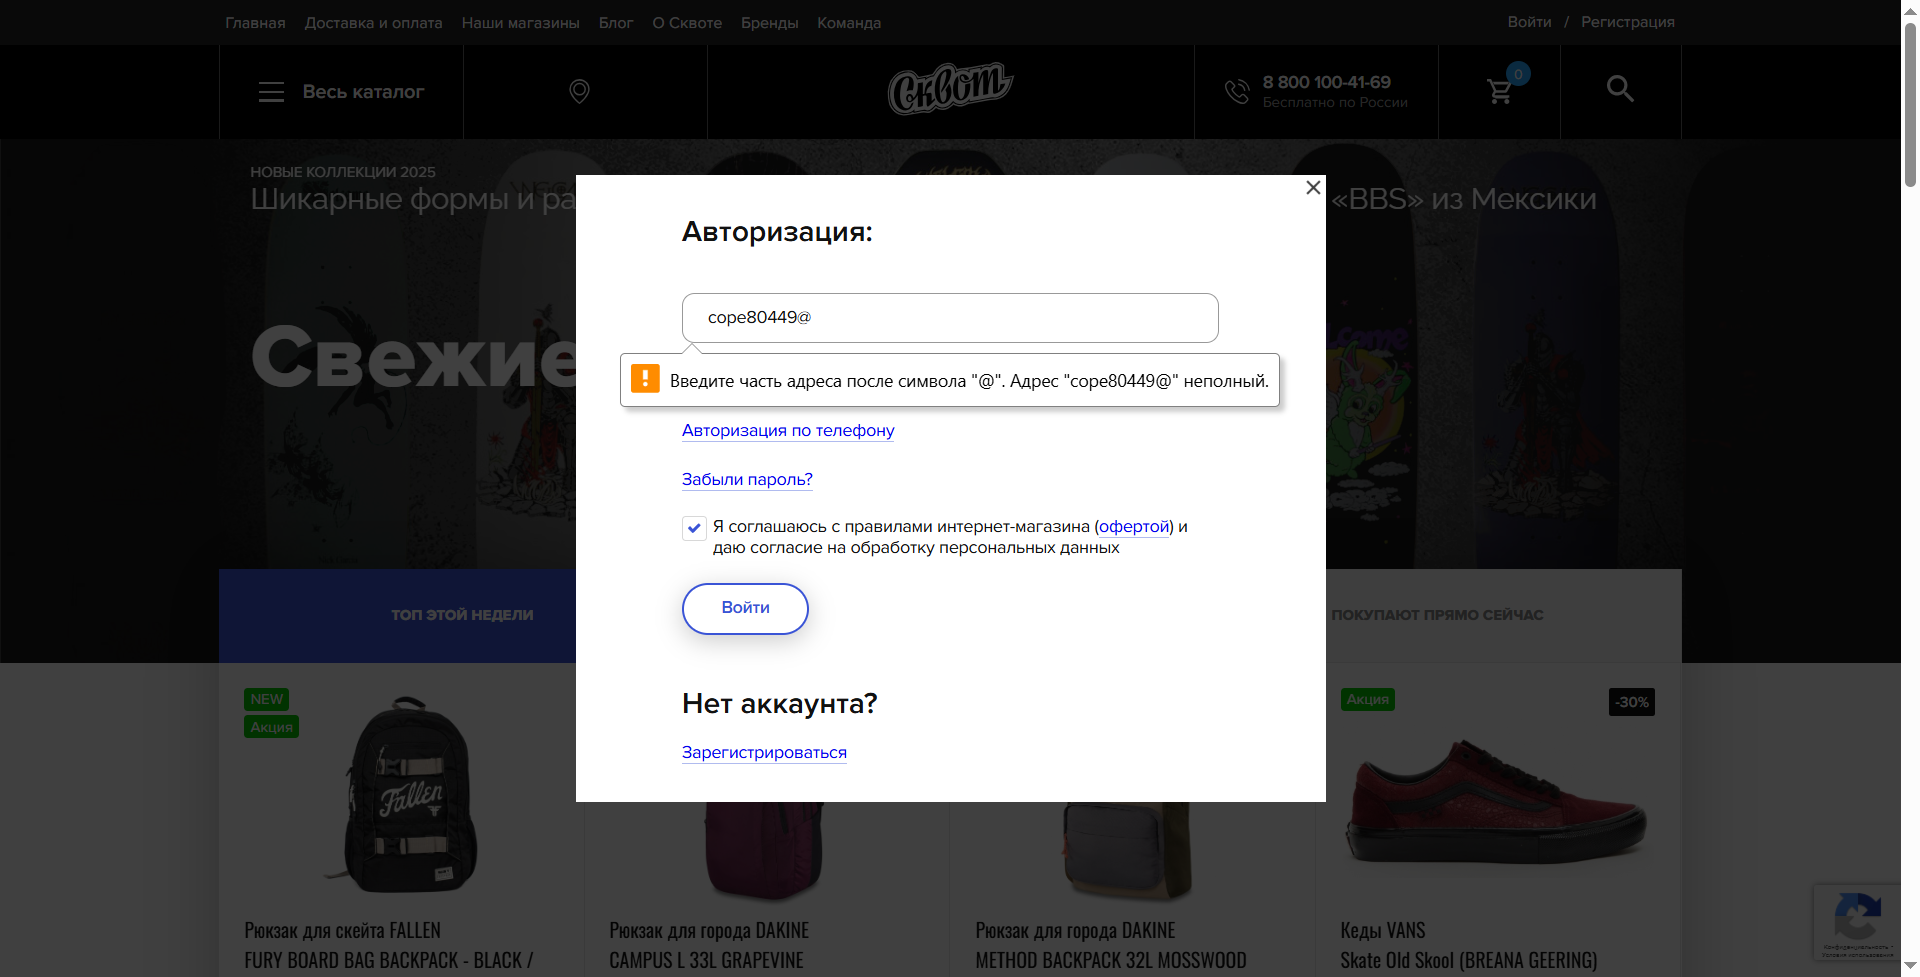 Главная Доставка и оплата Наши магазины Блог О Сквоте Бренды Команда Войти / Регистрация
Весь каталог
Сквот
8 800 100-41-69
Бесплатно по России
0
НОВЫЕ КОЛЛЕКЦИИ 2025
Шикарные формы и ра
«BBS» из Мексики
Свежие
Авторизация:
cope80449@
Введите часть адреса после символа "@". Адрес "cope80449@" неполный.
Авторизация по телефону
Забыли пароль?
Я соглашаюсь с правилами интернет-магазина (офертой) и
даю согласие на обработку персональных данных
Войти
Нет аккаунта?
Зарегистрироваться
ТОП ЭТОЙ НЕДЕЛИ
ПОКУПАЮТ ПРЯМО СЕЙЧАС
NEW
Акция
Fallen
Акция
-30%
Рюкзак для скейта FALLEN
FURY BOARD BAG BACKPACK - BLACK /
Рюкзак для города DAKINE
CAMPUS L 33L GRAPEVINE
Рюкзак для города DAKINE
METHOD BACKPACK 32L MOSSWOOD
Кеды VANS
Skate Old Skool (BREANA GEERING)
Конфиденциальность -
Условия использования